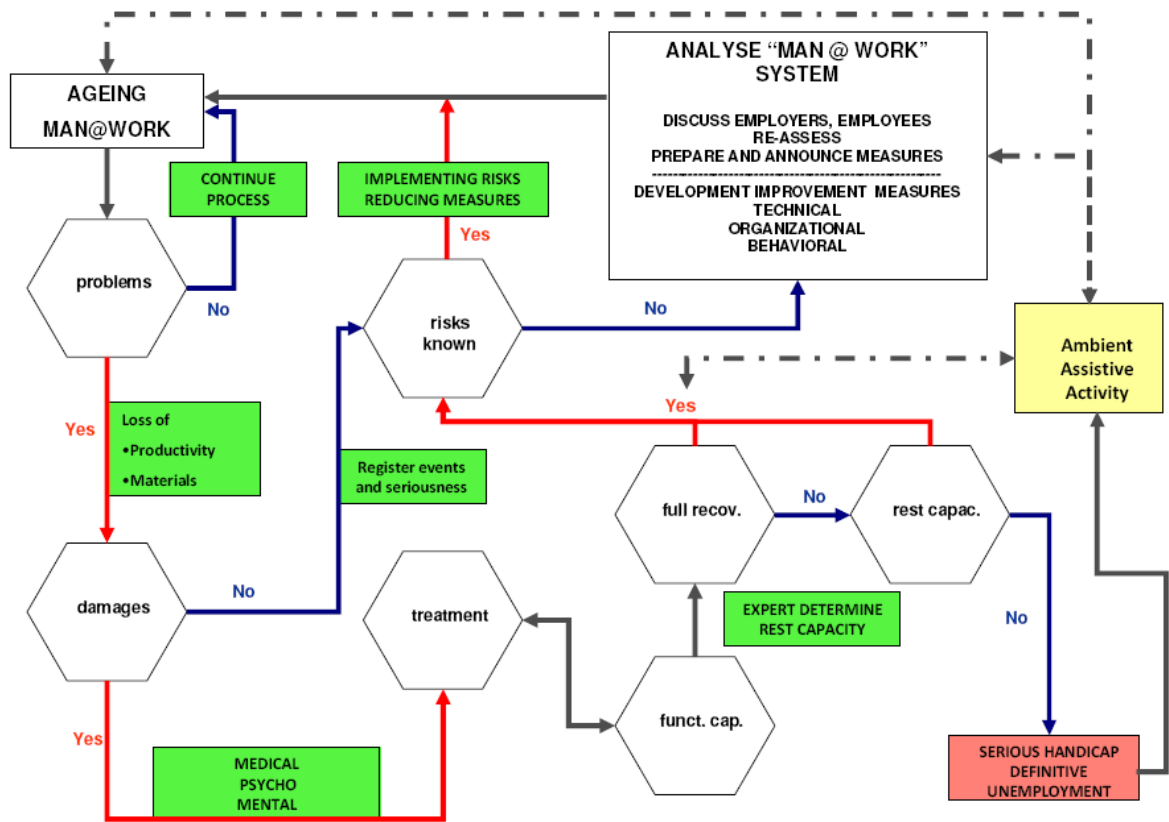 AGEING
MAN@WORK
ANALYSE “MAN @ WORK”
SYSTEM
DISCUSS EMPLOYERS, EMPLOYEES
RE-ASSESS
PREPARE AND ANNOUNCE MEASURES
DEVELOPMENT IMPROVEMENT MEASURES
TECHNICAL
ORGANIZATIONAL
BEHAVIORAL
CONTINUE
PROCESS
IMPLEMENTING RISKS
REDUCING MEASURES
Yes
problems
No
risks
known
No
Ambient
Assistive
Activity
Yes
Loss of
•Productivity
•Materials
Yes
Register events
and seriousness
full recov.
No
rest capac.
damages
No
treatment
EXPERT DETERMINE
REST CAPACITY
No
funct. cap.
Yes
MEDICAL
PSYCHO
MENTAL
SERIOUS HANDICAP
DEFINITIVE
UNEMPLOYMENT